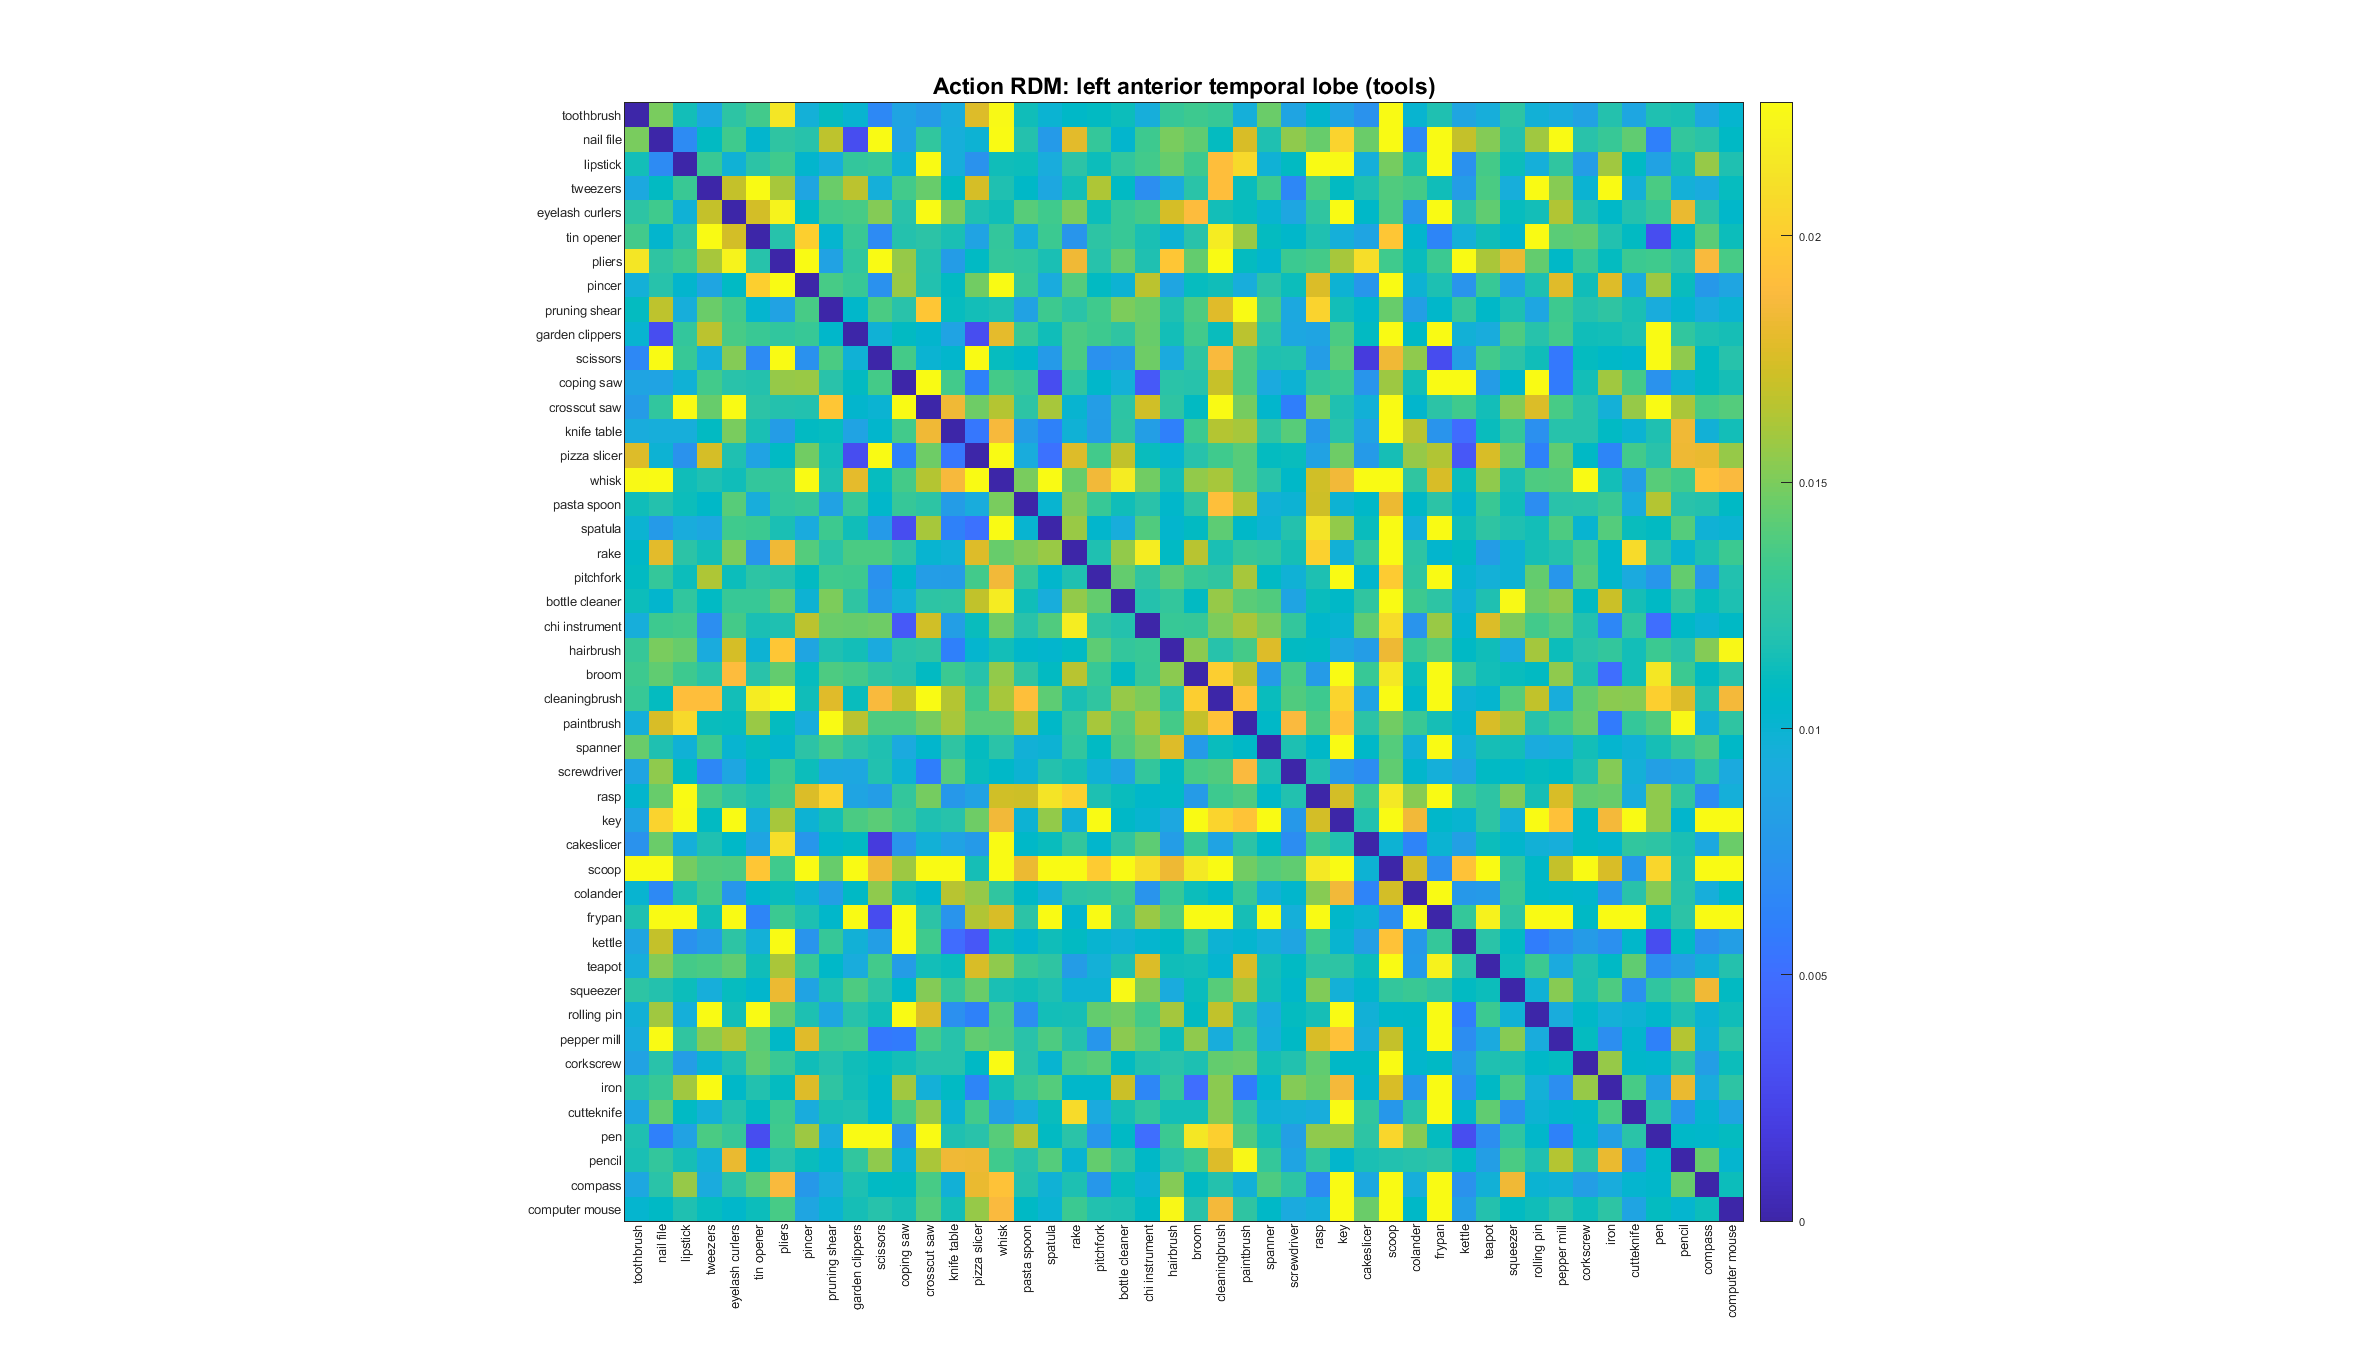 Action RDM: left anterior temporal lobe (tools)
toothbrush
nail file
lipstick
tweezers
eyelash curlers
tin opener
pliers
pincer
pruning shear
garden clippers
scissors
coping saw
crosscut saw
knife table
pizza slicer
whisk
pasta spoon
spatula
rake
pitchfork
bottle cleaner
chi instrument
hairbrush
broom
cleaningbrush
paintbrush
spanner
screwdriver
rasp
key
cakeslicer
scoop
colander
frypan
kettle
teapot
squeezer
rolling pin
pepper mill
corkscrew
iron
cutteknife
pen
pencil
compass
computer mouse
toothbrush
nail file
lipstick
tweezers
eyelash curlers
tin opener
pliers
pincer
pruning shear
garden clippers
scissors
coping saw
crosscut saw
knife table
pizza slicer
whisk
pasta spoon
spatula
rake
pitchfork
bottle cleaner
chi instrument
hairbrush
broom
cleaningbrush
paintbrush
spanner
screwdriver
rasp
key
cakeslicer
scoop
colander
frypan
kettle
teapot
squeezer
rolling pin
pepper mill
corkscrew
iron
cutteknife
pen
pencil
compass
computer mouse
0.02
0.015
0.01
0.005
0